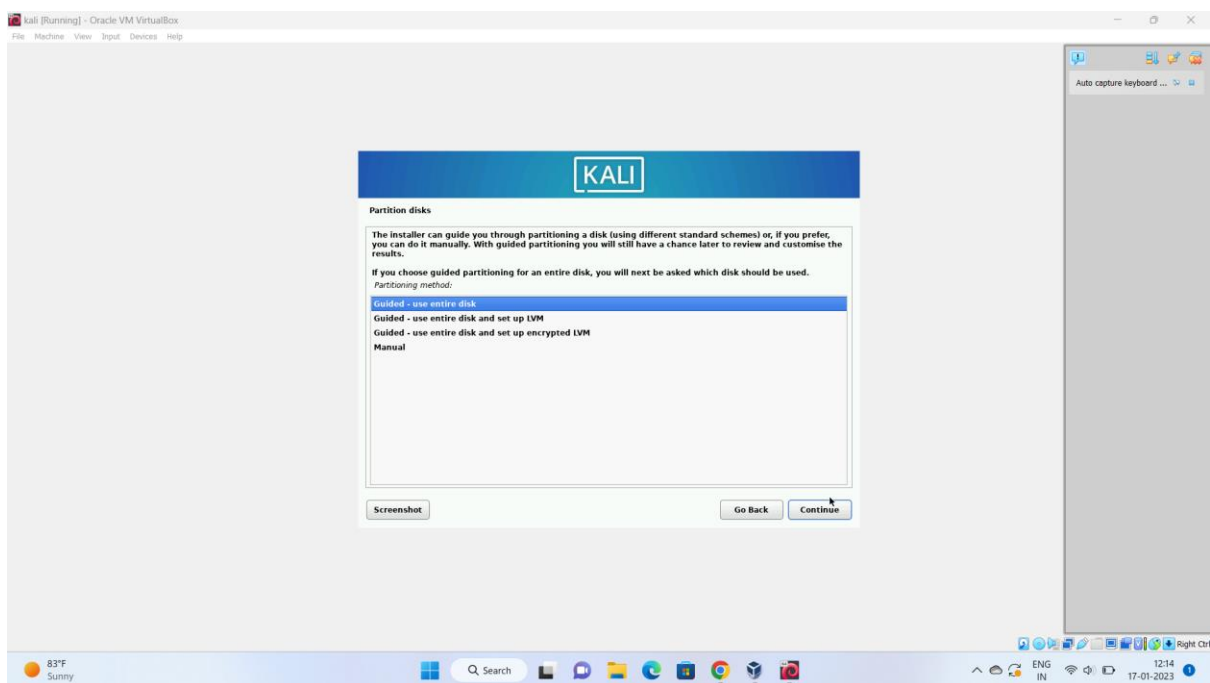 kali [Running] - Oracle VM VirtualBox
File Machine View Input Devices Help
Auto capture keyboard ...
KALI
Partition disks
The installer can guide you through partitioning a disk (using different standard schemes) or, if you prefer,
you can do it manually. With guided partitioning you will still have a chance later to review and customise the
results.
If you choose guided partitioning for an entire disk, you will next be asked which disk should be used.
Partitioning method:
Guided - use entire disk
Guided - use entire disk and set up LVM
Guided - use entire disk and set up encrypted LVM
Manual
Screenshot Go Back Continue
Right Ctrl
83°F
Sunny
Search
ENG
IN
12:14
17-01-2023
1